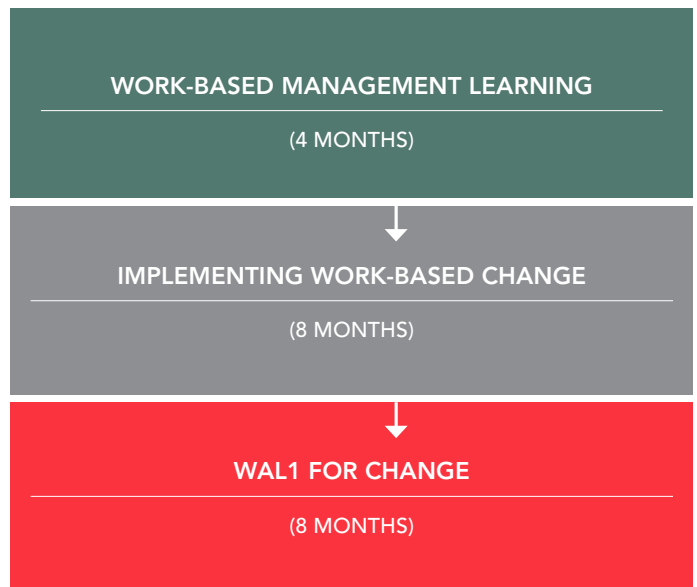 WORK-BASED MANAGEMENT LEARNING
(4 MONTHS)
IMPLEMENTING WORK-BASED CHANGE
(8 MONTHS)
WAL1 FOR CHANGE
(8 MONTHS)